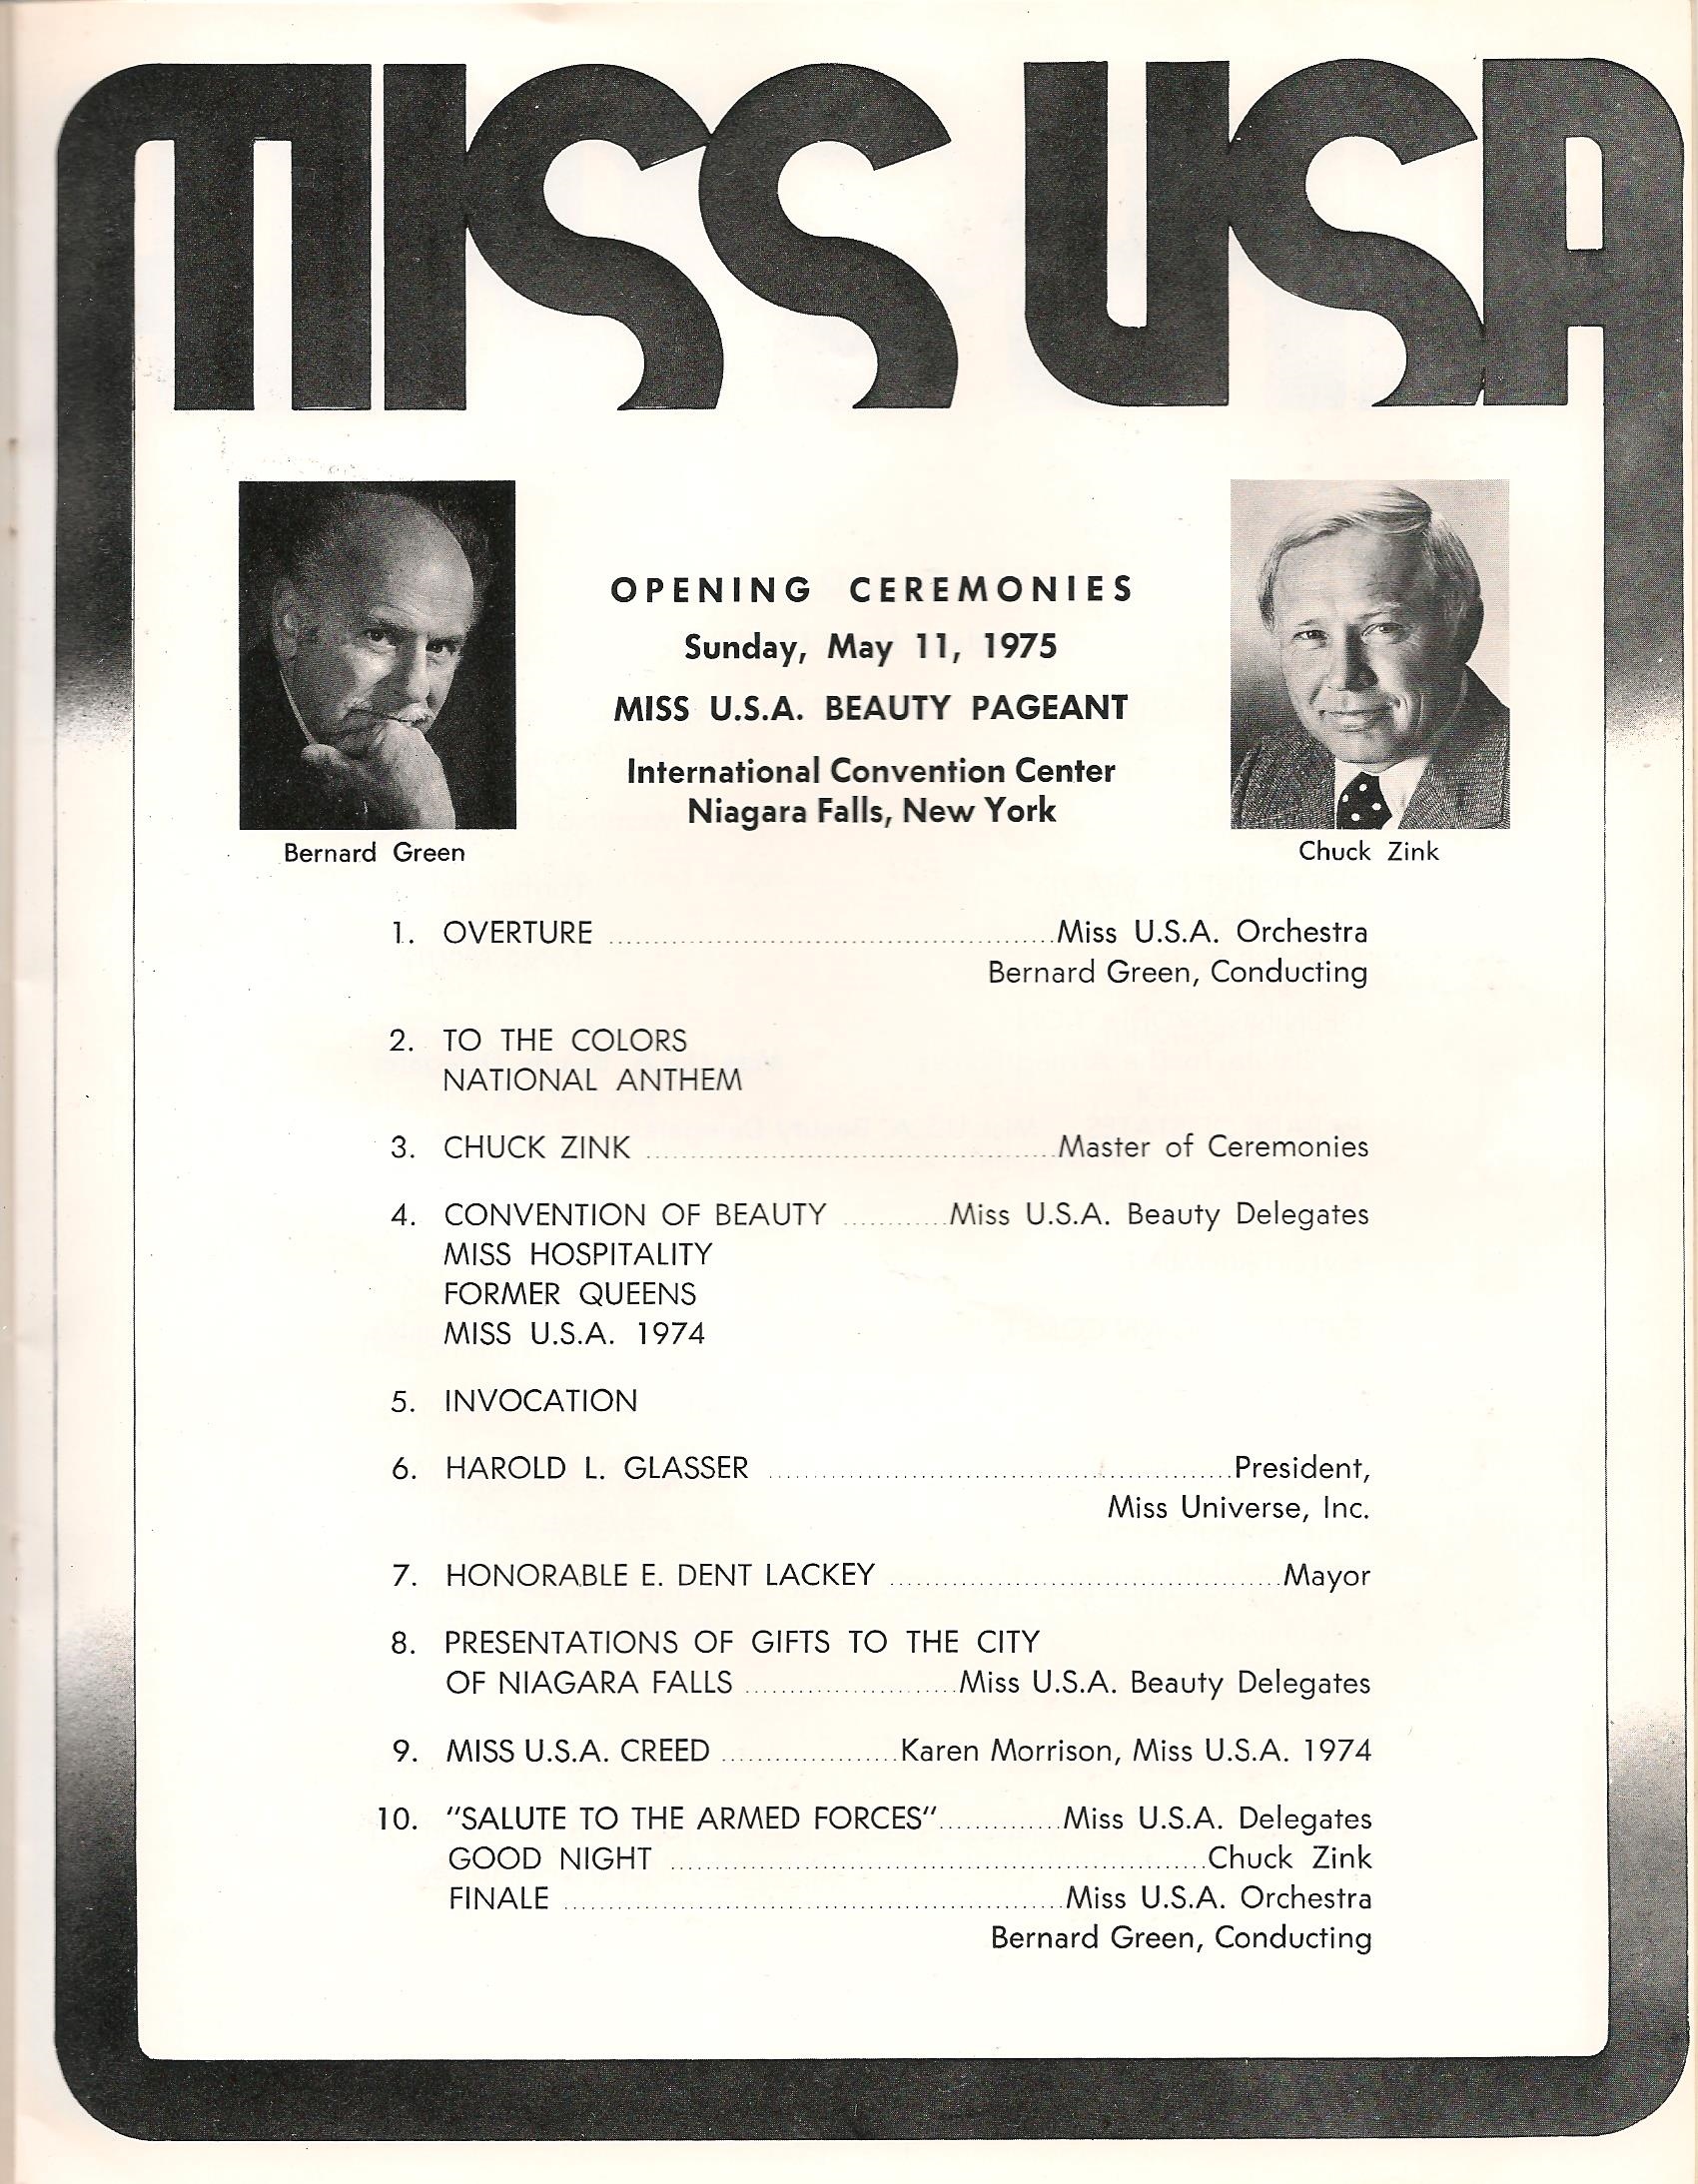 MISS USA
OPENING CEREMONIES
Sunday, May 11, 1975
MISS U.S.A. BEAUTY PAGEANT
International Convention Center
Niagara Falls, New York
Bernard Green
Chuck Zink
1. OVERTURE ........ Miss U.S.A. Orchestra
Bernard Green, Conducting
2. TO THE COLORS
NATIONAL ANTHEM
3. CHUCK ZINK ........ Master of Ceremonies
4. CONVENTION OF BEAUTY ........ Miss U.S.A. Beauty Delegates
MISS HOSPITALITY
FORMER QUEENS
MISS U.S.A. 1974
5. INVOCATION
6. HAROLD L. GLASSER ........ President,
Miss Universe, Inc.
7. HONORABLE E. DENT LACKEY ........ Mayor
8. PRESENTATIONS OF GIFTS TO THE CITY
OF NIAGARA FALLS ........ Miss U.S.A. Beauty Delegates
9. MISS U.S.A. CREED ........ Karen Morrison, Miss U.S.A. 1974
10. "SALUTE TO THE ARMED FORCES" ........ Miss U.S.A. Delegates
GOOD NIGHT ........ Chuck Zink
FINALE ........ Miss U.S.A. Orchestra
Bernard Green, Conducting